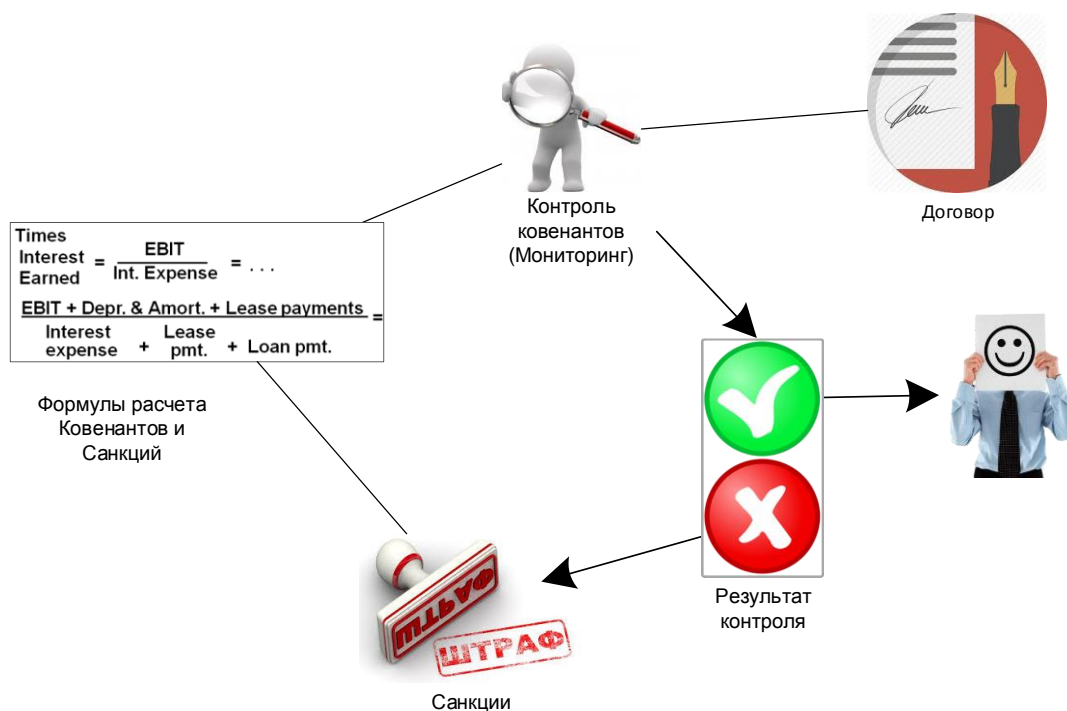 Контроль
ковенантов
(Мониторинг)
Договор
Times
Interest
Earned
= EBIT
Int. Expense
= . . .
EBIT + Depr. & Amort. + Lease payments
=
Interest
expense
+ Lease
pmt.
+ Loan pmt.
Формулы расчета
Ковенантов и
Санкций
Результат
контроля
ШТРАФ
ШТРАФ
Санкции